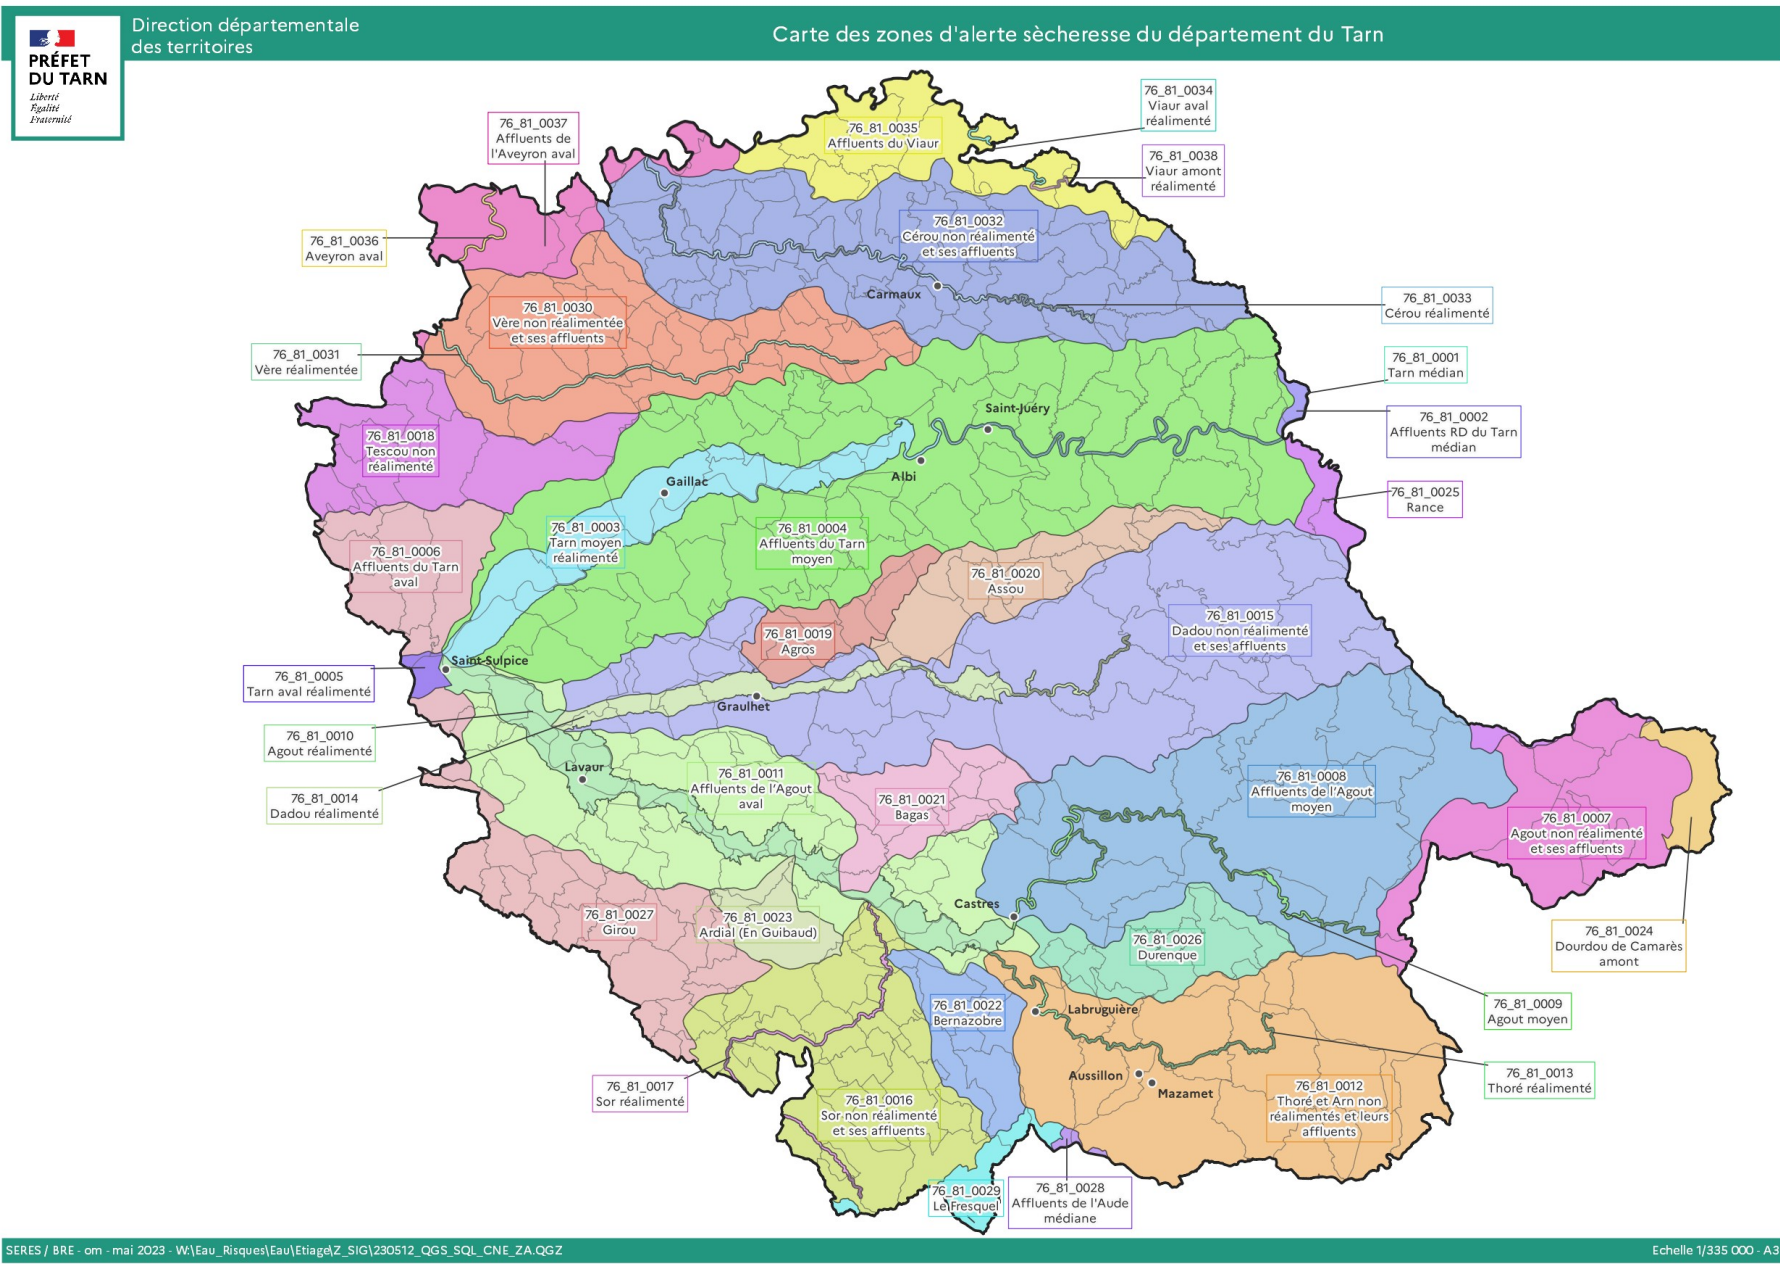 Direction départementale
des territoires
Carte des zones d'alerte sècheresse du département du Tarn
PRÉFET
DU TARN
Liberté
Égalité
Fraternité
76_81_0034
Viaur aval
réalimenté
76_81_0037
Affluents de
l'Aveyron aval
76_81_0035
Affluents du Viaur
76_81_0038
Viaur amont
réalimenté
76_81_0036
Aveyron aval
76_81_0032
Cérou non réalimenté
et ses affluents
Carmaux
76_81_0033
Cérou réalimenté
76_81_0030
Vère non réalimentée
et ses affluents
76_81_0031
Vère réalimentée
76_81_0001
Tarn médian
76_81_0002
Affluents RD du Tarn
médian
Saint-Juéry
76_81_0018
Tescou non
réalimenté
Albi
Gaillac
76_81_0025
Rance
76_81_0003
Tarn moyen
réalimenté
76_81_0004
Affluents du Tarn
moyen
76_81_0006
Affluents du Tarn
aval
76_81_0020
Assou
76_81_0015
Dadou non réalimenté
et ses affluents
76_81_0019
Agros
Saint-Sulpice
76_81_0005
Tarn aval réalimenté
Graulhet
76_81_0010
Agout réalimenté
Lavaur
76_81_0011
Affluents de l'Agout
aval
76_81_0008
Affluents de l'Agout
moyen
76_81_0014
Dadou réalimenté
76_81_0021
Bagas
76_81_0007
Agout non réalimenté
et ses affluents
Castres
76_81_0027
Girou
76_81_0023
Ardial (En Guibaud)
76_81_0026
Durenque
76_81_0024
Dourdou de Camarès
amont
76_81_0022
Bernazobre
Labruguière
76_81_0009
Agout moyen
76_81_0017
Sor réalimenté
Aussillon
Mazamet
76_81_0013
Thoré réalimenté
76_81_0016
Sor non réalimenté
et ses affluents
76_81_0012
Thoré et Arn non
réalimentés et leurs
affluents
76_81_0029
Le Fresquel
76_81_0028
Affluents de l'Aude
médiane
SERES / BRE - om - mai 2023 - W:\Eau_Risques\Eau\Etiage\Z_SIG\230512_QGS_SQL_CNE_ZA.QGZ
Echelle 1/335 000 - A3